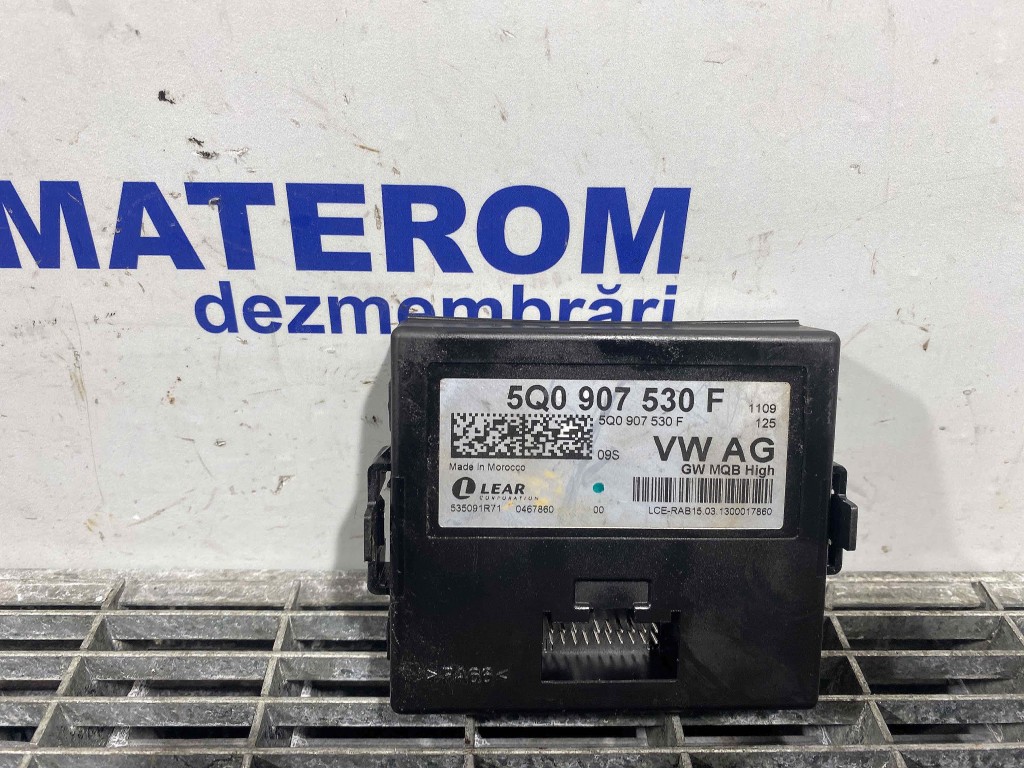 MATEROM
dezmembrări
5Q0 907 530 F
1109
5Q0 907 530 F
125
09S
VW AG
Made in Morocco
GW MQB High
LEAR
CORPORATION
535091R71 0467860 00
LCE-RAB15.03.1300017860
>PA66<